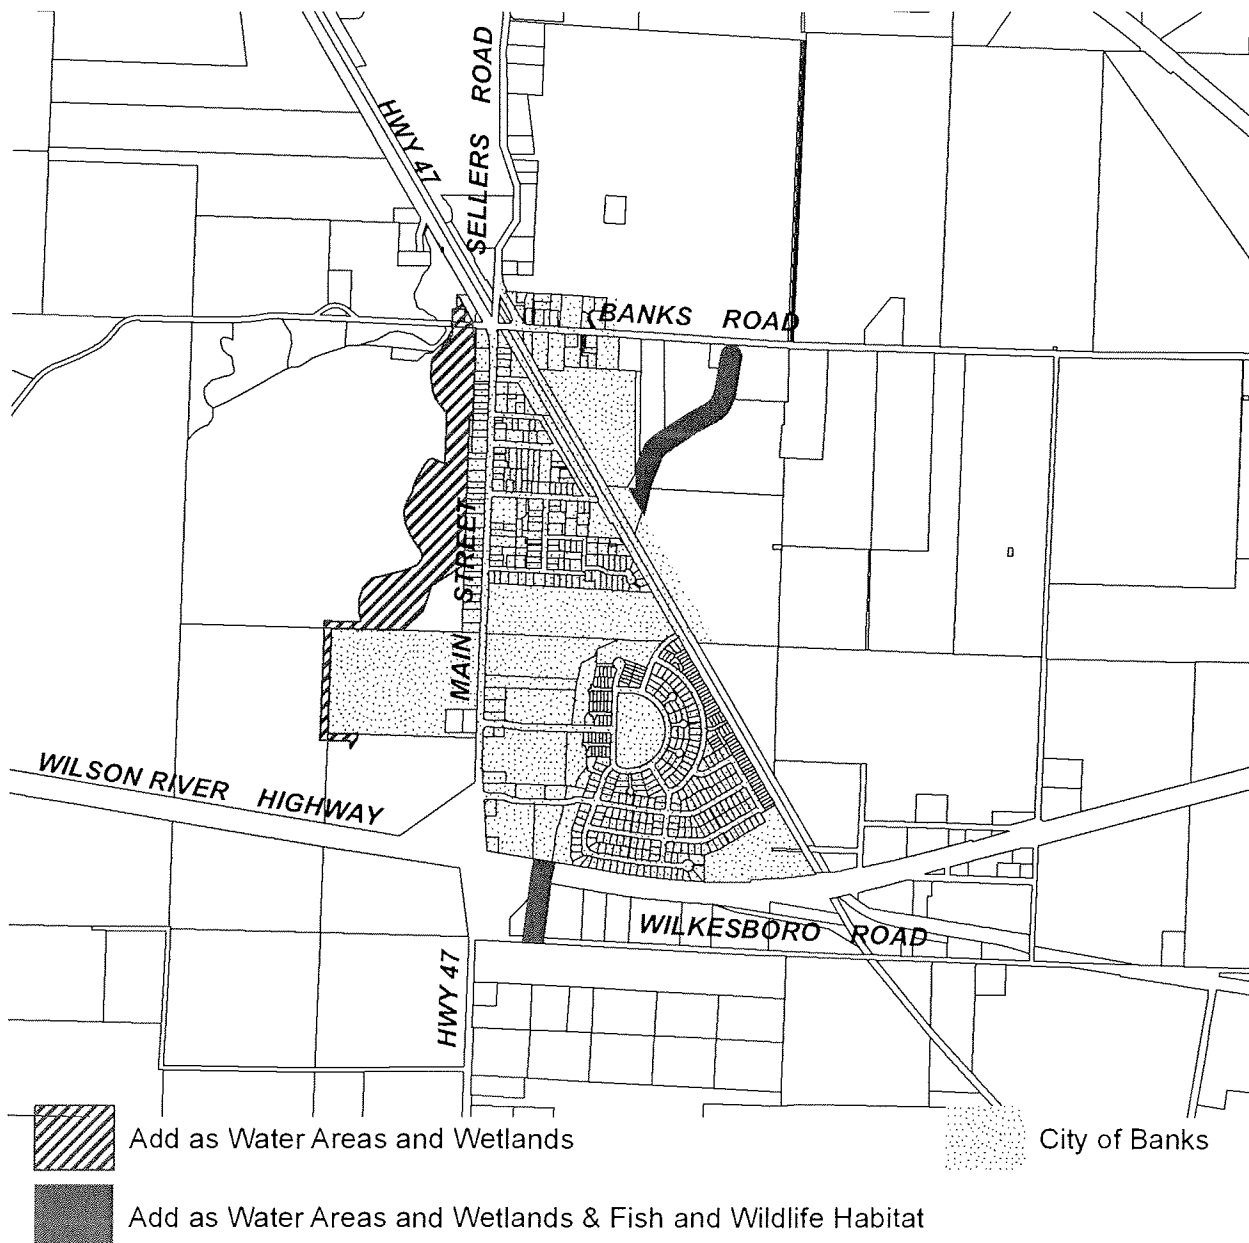 SELLERS ROAD
HWY 47
BANKS ROAD
MAIN STREET
WILSON RIVER HIGHWAY
WILKESBORO ROAD
HWY 47
Add as Water Areas and Wetlands
City of Banks
Add as Water Areas and Wetlands & Fish and Wildlife Habitat